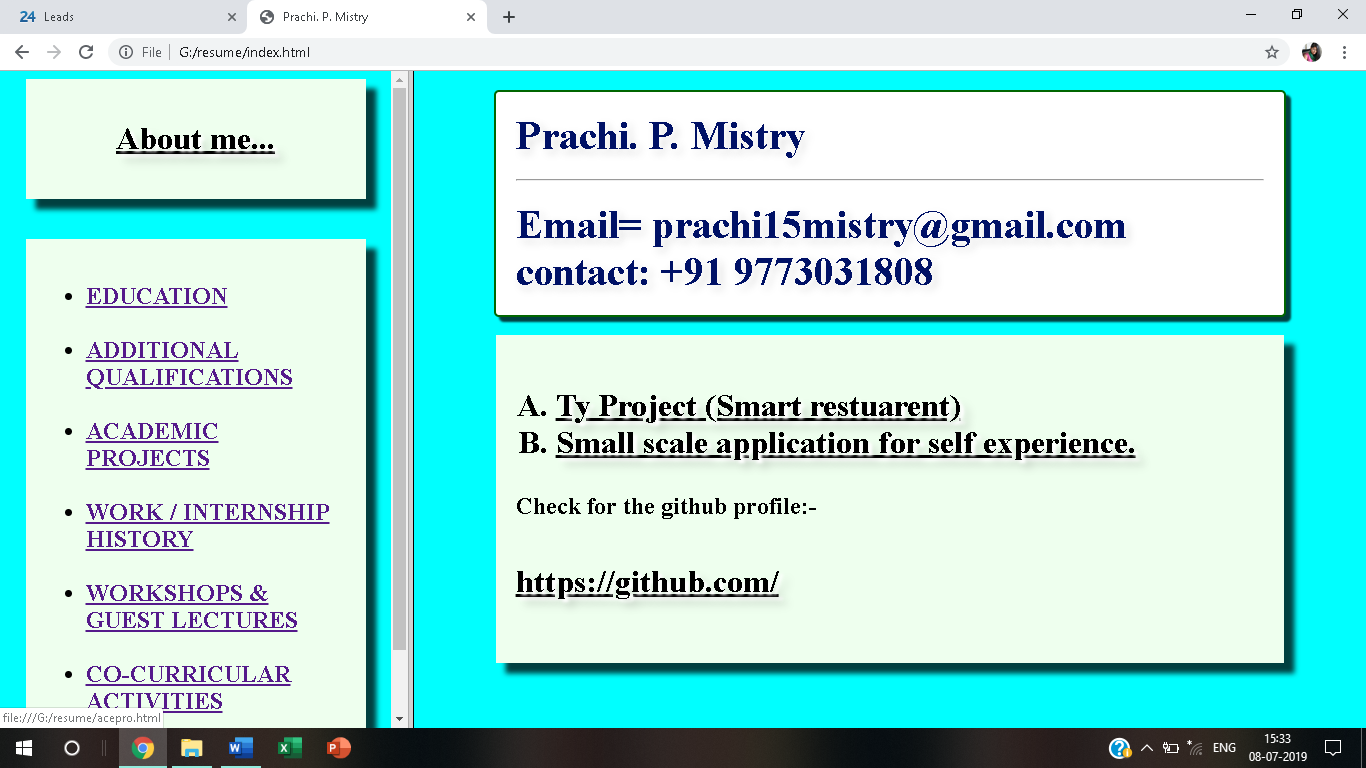 24 Leads
Prachi. P. Mistry
File | G:/resume/index.html
About me...
EDUCATION
ADDITIONAL
QUALIFICATIONS
ACADEMIC
PROJECTS
WORK / INTERNSHIP
HISTORY
WORKSHOPS &
GUEST LECTURES
CO-CURRICULAR
ACTIVITIES
file:///G:/resume/acepro.html
Prachi. P. Mistry
Email= prachi15mistry@gmail.com
contact: +91 9773031808
A. Ty Project (Smart restuarent)
B. Small scale application for self experience.
Check for the github profile:-
https://github.com/
ENG
15:33
08-07-2019